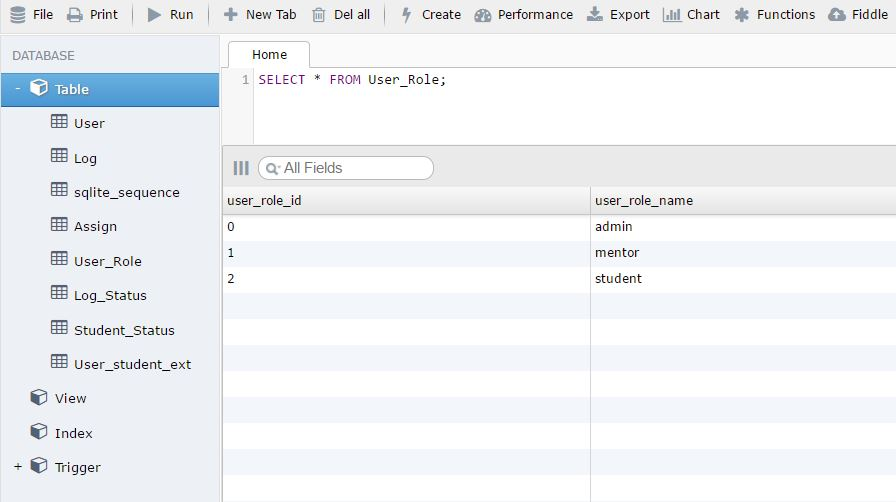 File Print Run + New Tab Del all Create Performance Export Chart Functions Fiddle
DATABASE
- Table
User
Log
sqlite_sequence
Assign
User_Role
Log_Status
Student_Status
User_student_ext
View
Index
+ Trigger
Home
1 SELECT * FROM User_Role;
All Fields
user_role_id user_role_name
0 admin
1 mentor
2 student